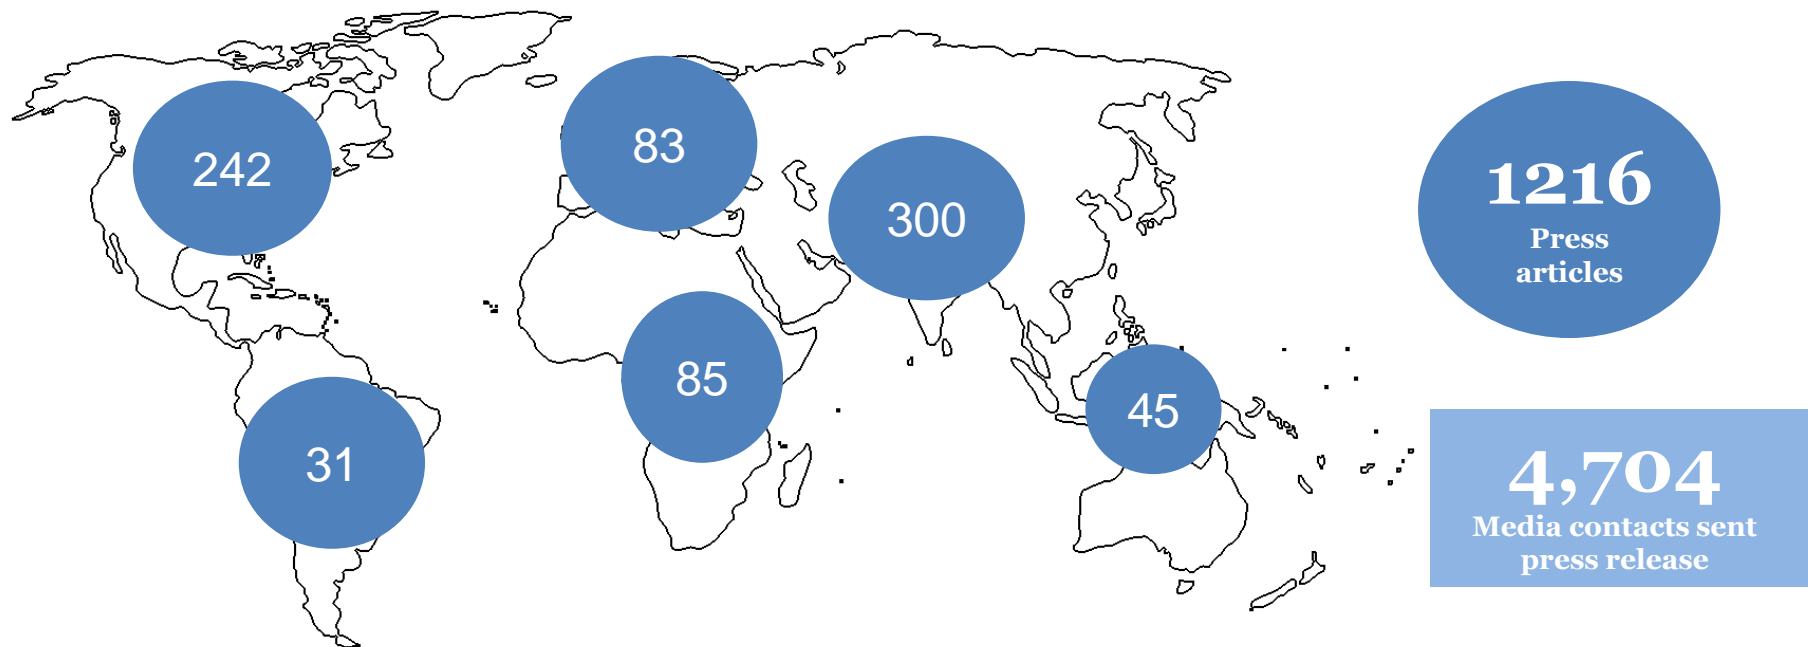 242
83
300
85
45
31
1216
Press
articles
4,704
Media contacts sent
press release